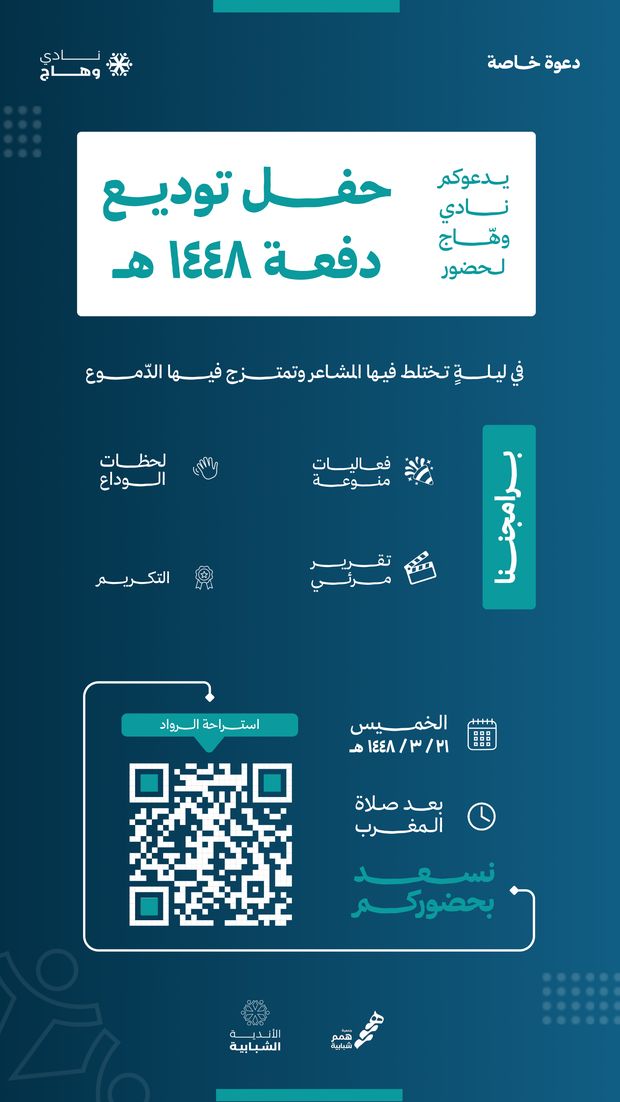 دعوة خاصة
نادي
وهاج
يدعوكم
نادي
وهّاج
لحضور
حفل توديع
دفعة ١٤٤٨ هـ
في ليلةٍ تختلط فيها المشاعر وتمتزج فيها الدّموع
برامجنا
فعاليات
منوعة
لحظات
الوداع
تقرير
مرئي
التكريم
الخميس
٢١ / ٣ / ١٤٤٨ هـ
استراحة الرواد
بعد صلاة
المغرب
نسعد
بحضوركم
جمعية
همم
شبابية
الأندية
الشبابية